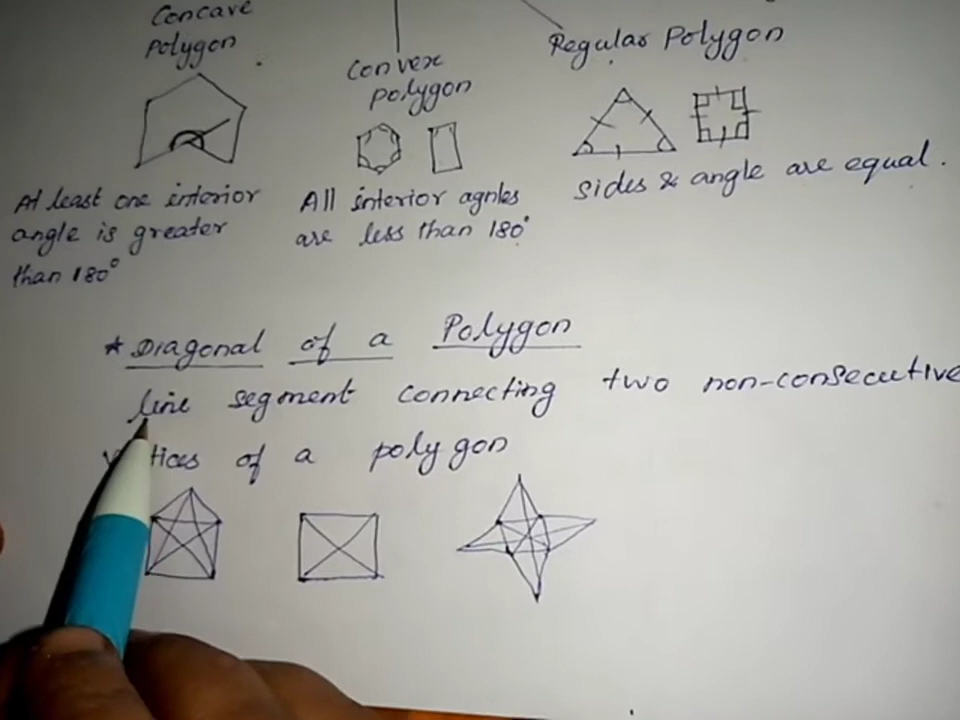 Concave
Polygon
Convex
Polygon
Regular Polygon
At least one interior
angle is greater
than 180°
All interior agnles
are less than 180°
Sides & angle are equal.
* Diagonal of a Polygon
line segment connecting two non-consecutive
of a polygon